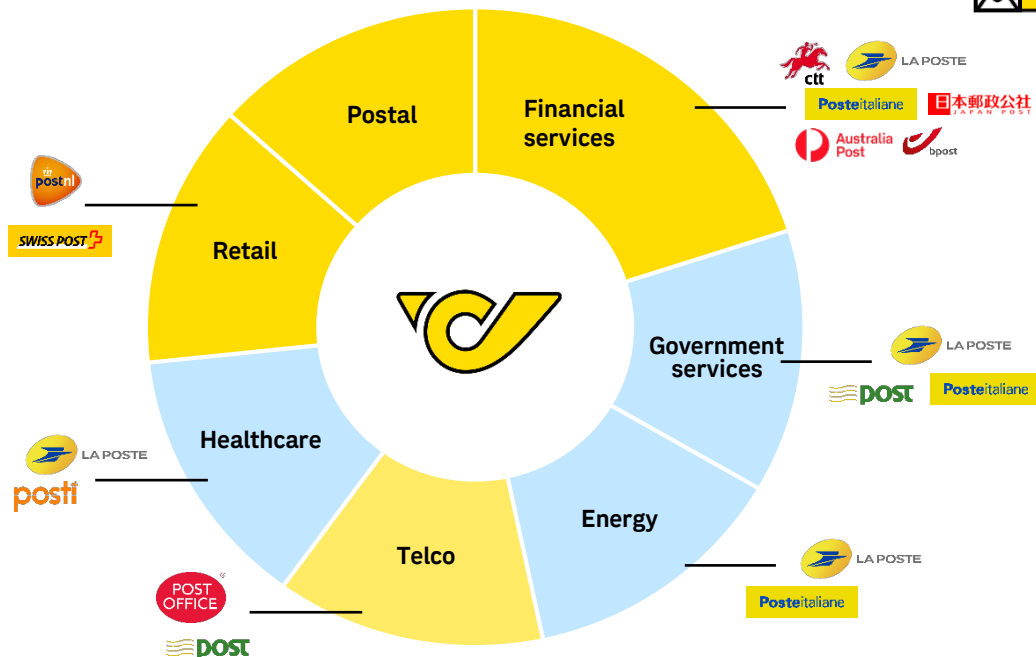 Postal
Financial
services
ctt
LA POSTE
Posteitaliane
日本郵政公社
JAPAN POST
Australia
Post
bpost
postnl
SWISS POST
Retail
Government
services
LA POSTE
POST
Posteitaliane
Healthcare
LA POSTE
posti
Energy
LA POSTE
Posteitaliane
Telco
POST
OFFICE
POST